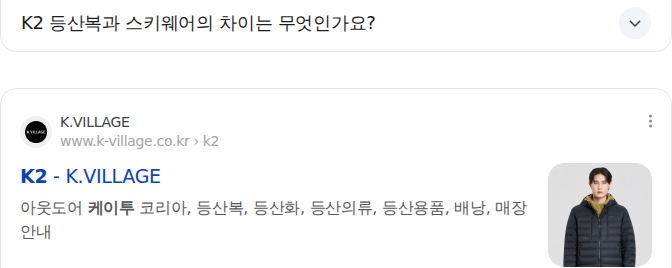 K2 등산복과 스키웨어의 차이는 무엇인가요?
K.VILLAGE
K.VILLAGE
www.k-village.co.kr › k2
K2 - K.VILLAGE
아웃도어 케이투 코리아, 등산복, 등산화, 등산의류, 등산용품, 배낭, 매장
안내